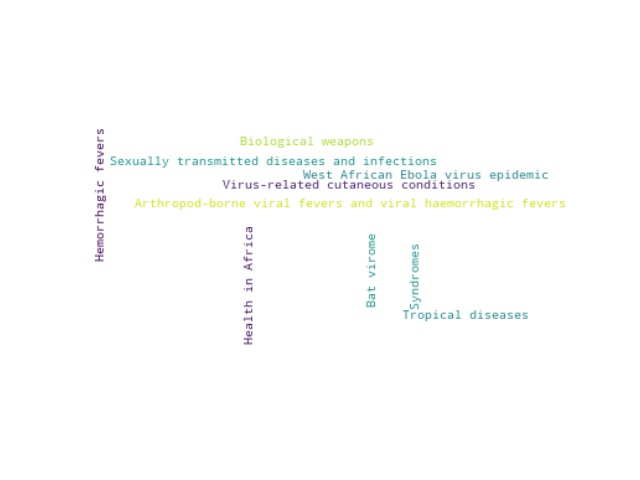 Hemorrhagic fevers
Biological weapons
Sexually transmitted diseases and infections
West African Ebola virus epidemic
Virus-related cutaneous conditions
Arthropod-borne viral fevers and viral haemorrhagic fevers
Health in Africa
Bat virome
Syndromes
Tropical diseases